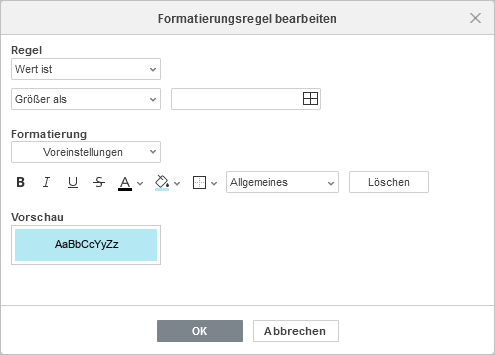 Formatierungsregel bearbeiten
Regel
Wert ist
Größer als
Formatierung
Voreinstellungen
B I U S A Allgemeines Löschen
Vorschau
AaBbCcYyZz
OK Abbrechen